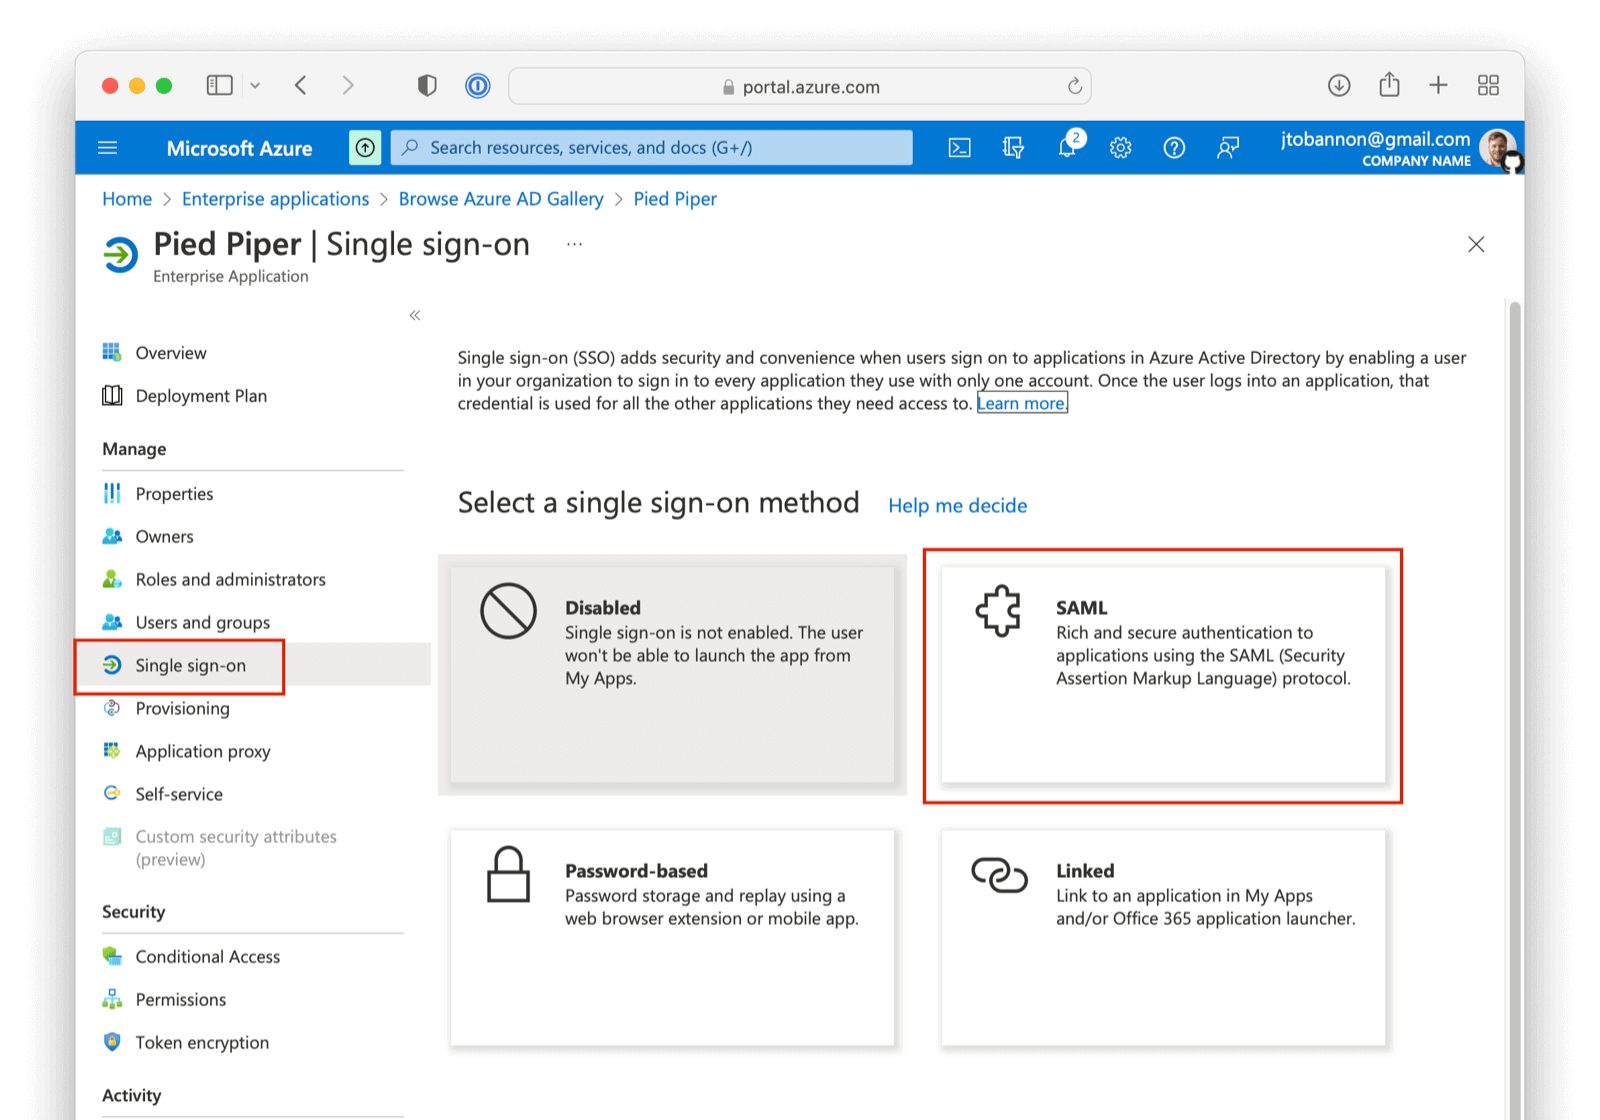 portal.azure.com
Microsoft Azure
Search resources, services, and docs (G+/)
2
jtobannon@gmail.com
COMPANY NAME
Home > Enterprise applications > Browse Azure AD Gallery > Pied Piper
Pied Piper | Single sign-on ...
Enterprise Application
«
Overview
Deployment Plan
Manage
Properties
Owners
Roles and administrators
Users and groups
Single sign-on
Provisioning
Application proxy
Self-service
Custom security attributes
(preview)
Security
Conditional Access
Permissions
Token encryption
Activity
Single sign-on (SSO) adds security and convenience when users sign on to applications in Azure Active Directory by enabling a user
in your organization to sign in to every application they use with only one account. Once the user logs into an application, that
credential is used for all the other applications they need access to. Learn more.
Select a single sign-on method Help me decide
Disabled
Single sign-on is not enabled. The user
won't be able to launch the app from
My Apps.
SAML
Rich and secure authentication to
applications using the SAML (Security
Assertion Markup Language) protocol.
Password-based
Password storage and replay using a
web browser extension or mobile app.
Linked
Link to an application in My Apps
and/or Office 365 application launcher.